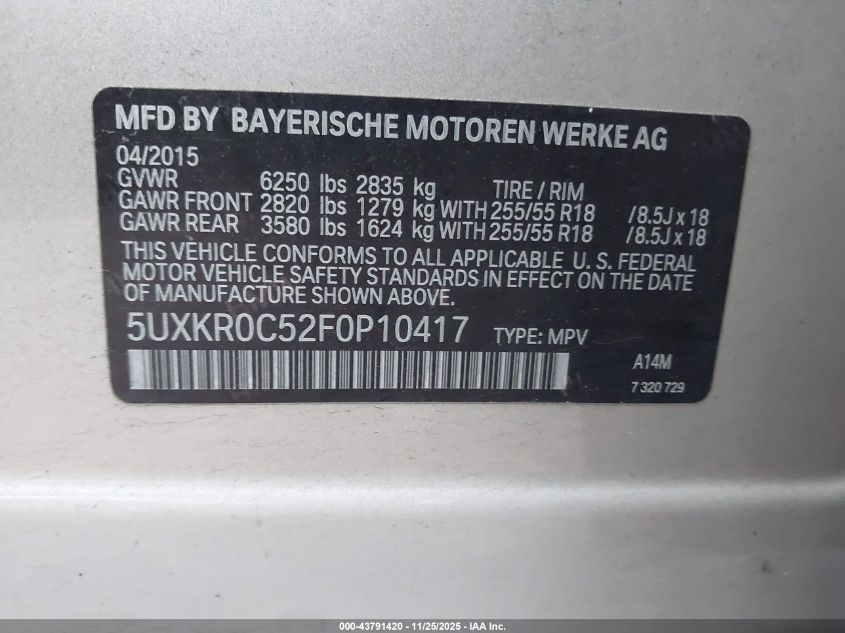 MFD BY BAYERISCHE MOTOREN WERKE AG
04/2015
GVWR 6250 lbs 2835 kg TIRE / RIM
GAWR FRONT 2820 lbs 1279 kg WITH 255/55 R18 / 8.5J x 18
GAWR REAR 3580 lbs 1624 kg WITH 255/55 R18 / 8.5J x 18
THIS VEHICLE CONFORMS TO ALL APPLICABLE U. S. FEDERAL
MOTOR VEHICLE SAFETY STANDARDS IN EFFECT ON THE DATE
OF MANUFACTURE SHOWN ABOVE.
5UXKR0C52F0P10417 TYPE: MPV
A14M
7 320 729
000-43791420 - 11/25/2025 - IAA Inc.